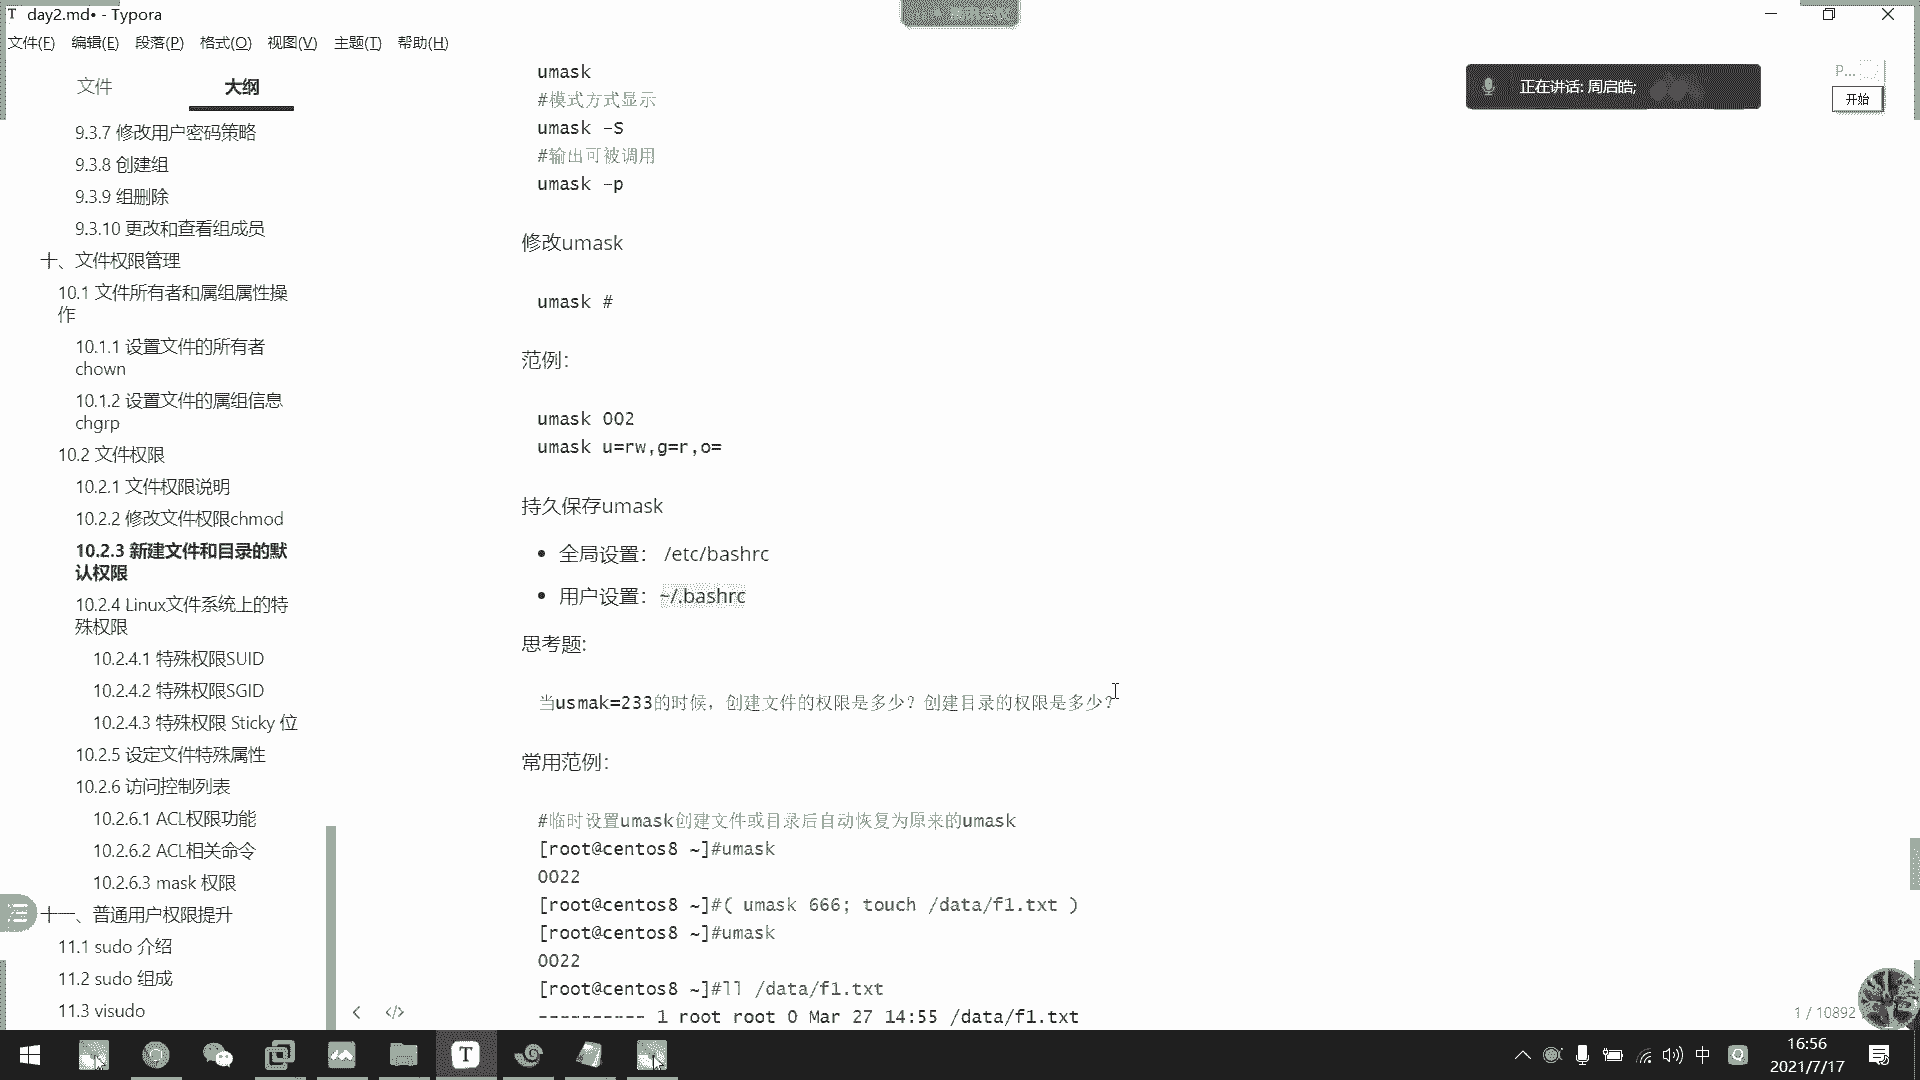 T day2.md• - Typora
文件(F) 编辑(E) 段落(P) 格式(O) 视图(V) 主题(T) 帮助(H)
文件 大纲
9.3.7 修改用户密码策略
9.3.8 创建组
9.3.9 组删除
9.3.10 更改和查看组成员
十、文件权限管理
10.1 文件所有者和属组属性操
作
10.1.1 设置文件的所有者
chown
10.1.2 设置文件的属组信息
chgrp
10.2 文件权限
10.2.1 文件权限说明
10.2.2 修改文件权限chmod
10.2.3 新建文件和目录的默
认权限
10.2.4 Linux文件系统上的特
殊权限
10.2.4.1 特殊权限SUID
10.2.4.2 特殊权限SGID
10.2.4.3 特殊权限 Sticky 位
10.2.5 设定文件特殊属性
10.2.6 访问控制列表
10.2.6.1 ACL权限功能
10.2.6.2 ACL相关命令
10.2.6.3 mask 权限
十一、普通用户权限提升
11.1 sudo 介绍
11.2 sudo 组成
11.3 visudo
umask
#模式方式显示
umask -S
#输出可被调用
umask -p
修改umask
umask #
范例：
umask 002
umask u=rw,g=r,o=
持久保存umask
• 全局设置： /etc/bashrc
• 用户设置： ~/.bashrc
思考题:
当usmak=233的时候，创建文件的权限是多少？创建目录的权限是多少？
常用范例：
#临时设置umask创建文件或目录后自动恢复为原来的umask
[root@centos8 ~]#umask
0022
[root@centos8 ~]#( umask 666; touch /data/f1.txt )
[root@centos8 ~]#umask
0022
[root@centos8 ~]#ll /data/f1.txt
---------- 1 root root 0 Mar 27 14:55 /data/f1.txt
正在讲话: 周启皓;
P...
开始
1 / 10892
中
16:56
2021/7/17